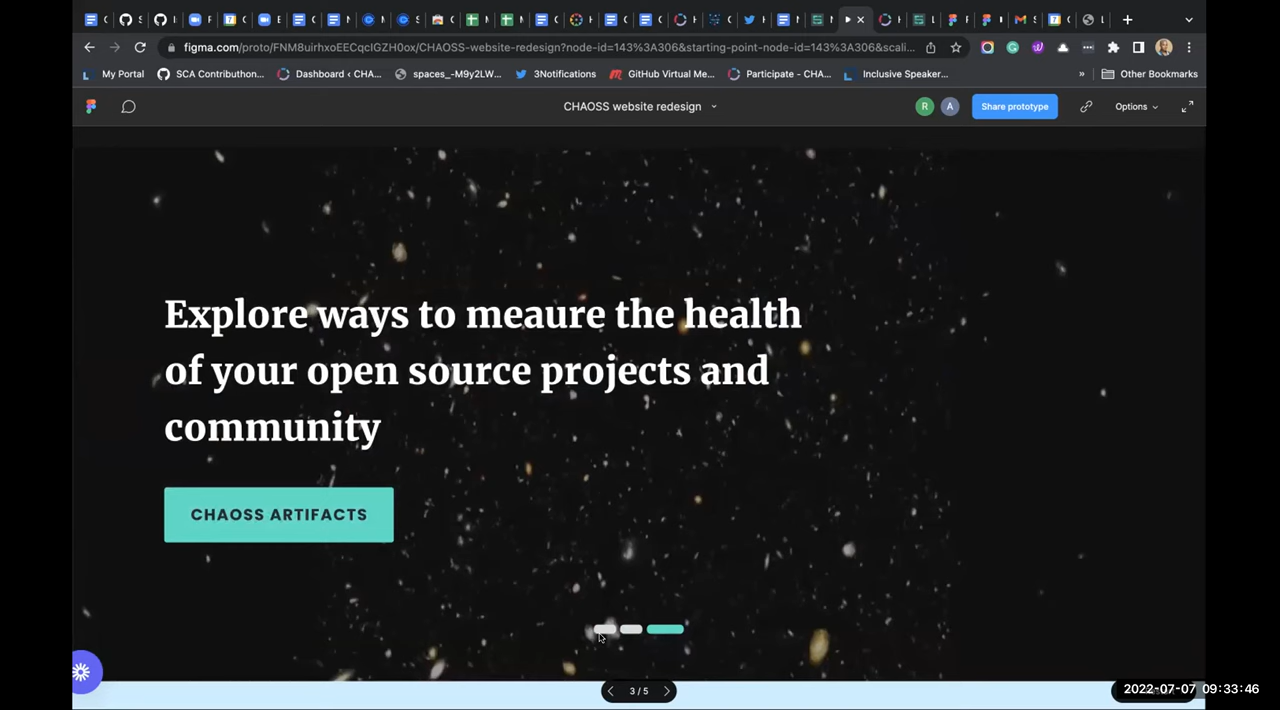 figma.com/proto/FNM8uirhxoEECqcIGZH0ox/CHAOSS-website-redesign?node-id=143%3A306&starting-point-node-id=143%3A306&scali...
My Portal SCA Contributhon... Dashboard ‹ CHA... spaces_-M9y2LW... 3Notifications GitHub Virtual Me... Participate - CHA... Inclusive Speaker... » Other Bookmarks
CHAOSS website redesign R A Share prototype Options
Explore ways to meaure the health
of your open source projects and
community
CHAOSS ARTIFACTS
3 / 5
2022-07-07 09:33:46